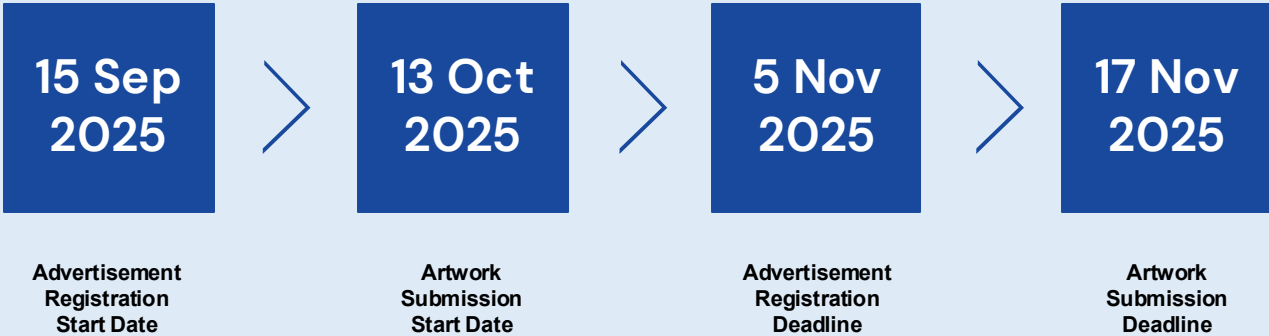 15 Sep
2025
13 Oct
2025
5 Nov
2025
17 Nov
2025
Advertisement
Registration
Start Date
Artwork
Submission
Start Date
Advertisement
Registration
Deadline
Artwork
Submission
Deadline